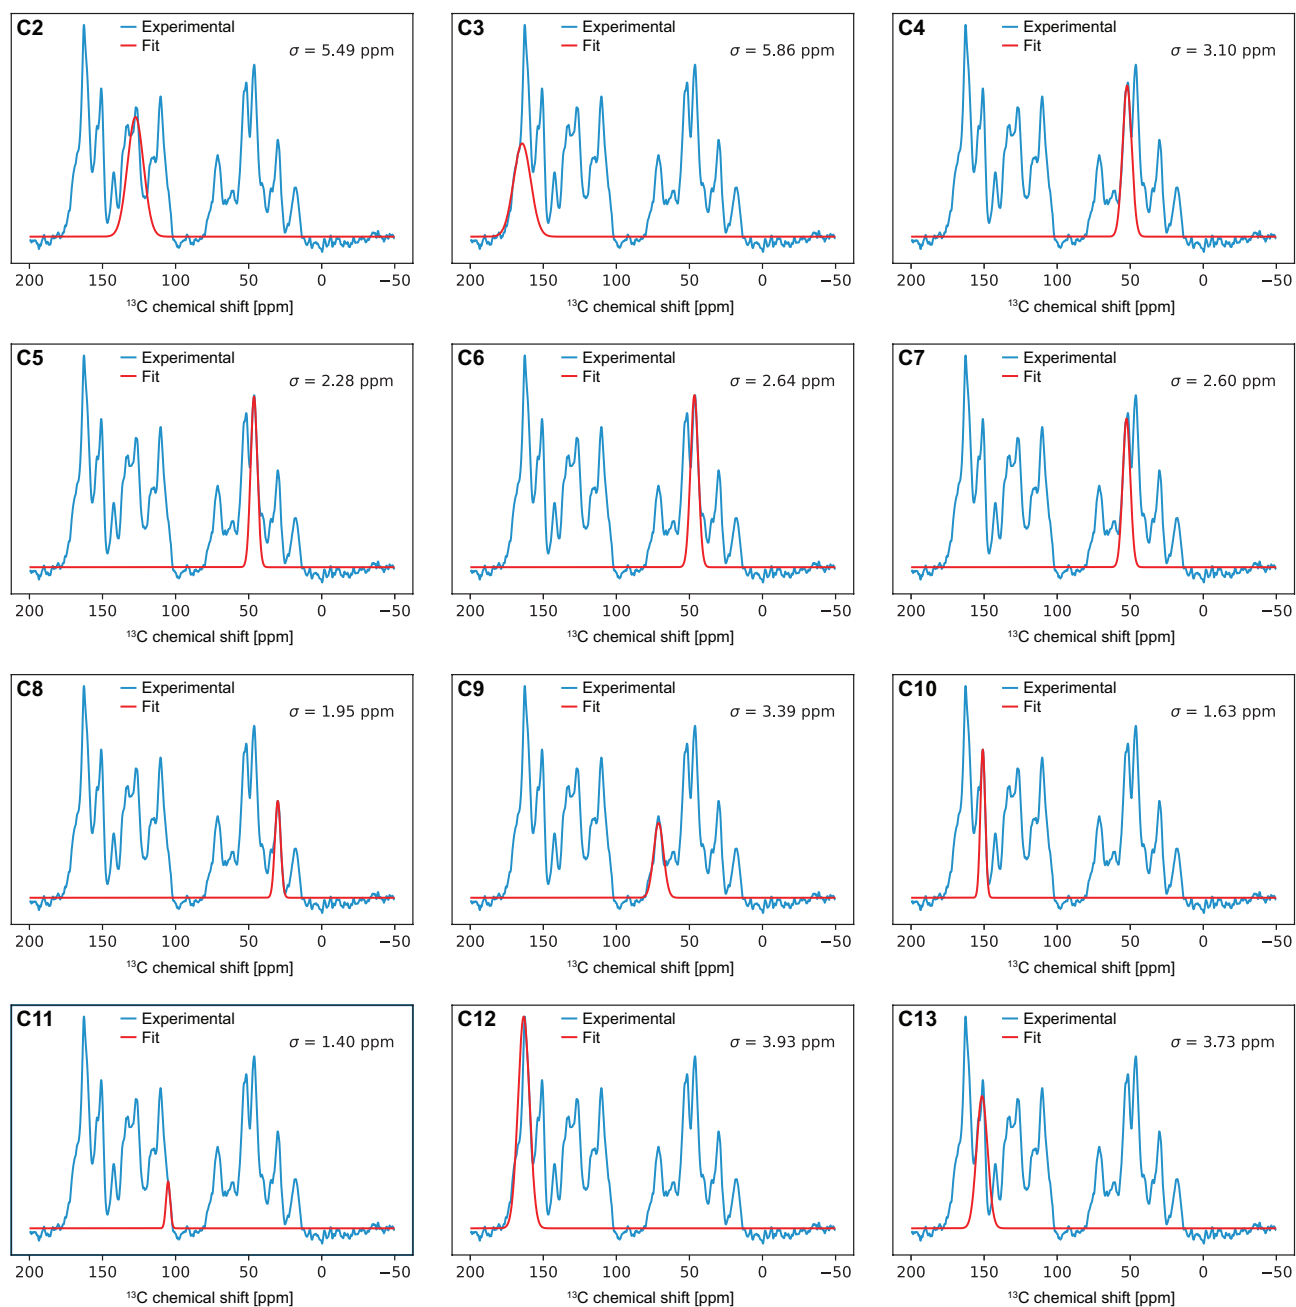 C2 Experimental
Fit σ = 5.49 ppm
200 150 100 50 0 −50
¹³C chemical shift [ppm]
C3 Experimental
Fit σ = 5.86 ppm
200 150 100 50 0 −50
¹³C chemical shift [ppm]
C4 Experimental
Fit σ = 3.10 ppm
200 150 100 50 0 −50
¹³C chemical shift [ppm]
C5 Experimental
Fit σ = 2.28 ppm
200 150 100 50 0 −50
¹³C chemical shift [ppm]
C6 Experimental
Fit σ = 2.64 ppm
200 150 100 50 0 −50
¹³C chemical shift [ppm]
C7 Experimental
Fit σ = 2.60 ppm
200 150 100 50 0 −50
¹³C chemical shift [ppm]
C8 Experimental
Fit σ = 1.95 ppm
200 150 100 50 0 −50
¹³C chemical shift [ppm]
C9 Experimental
Fit σ = 3.39 ppm
200 150 100 50 0 −50
¹³C chemical shift [ppm]
C10 Experimental
Fit σ = 1.63 ppm
200 150 100 50 0 −50
¹³C chemical shift [ppm]
C11 Experimental
Fit σ = 1.40 ppm
200 150 100 50 0 −50
¹³C chemical shift [ppm]
C12 Experimental
Fit σ = 3.93 ppm
200 150 100 50 0 −50
¹³C chemical shift [ppm]
C13 Experimental
Fit σ = 3.73 ppm
200 150 100 50 0 −50
¹³C chemical shift [ppm]